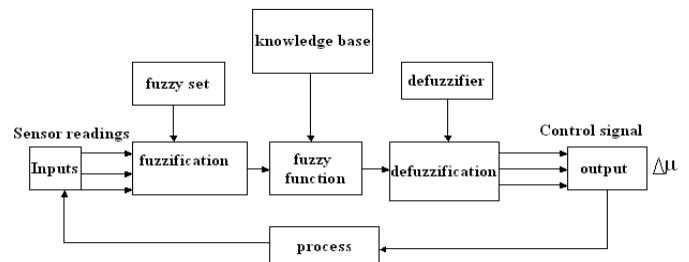 knowledge base
fuzzy set
defuzzifier
Sensor readings
Control signal
Inputs
fuzzification
fuzzy
function
defuzzification
output
Δμ
process